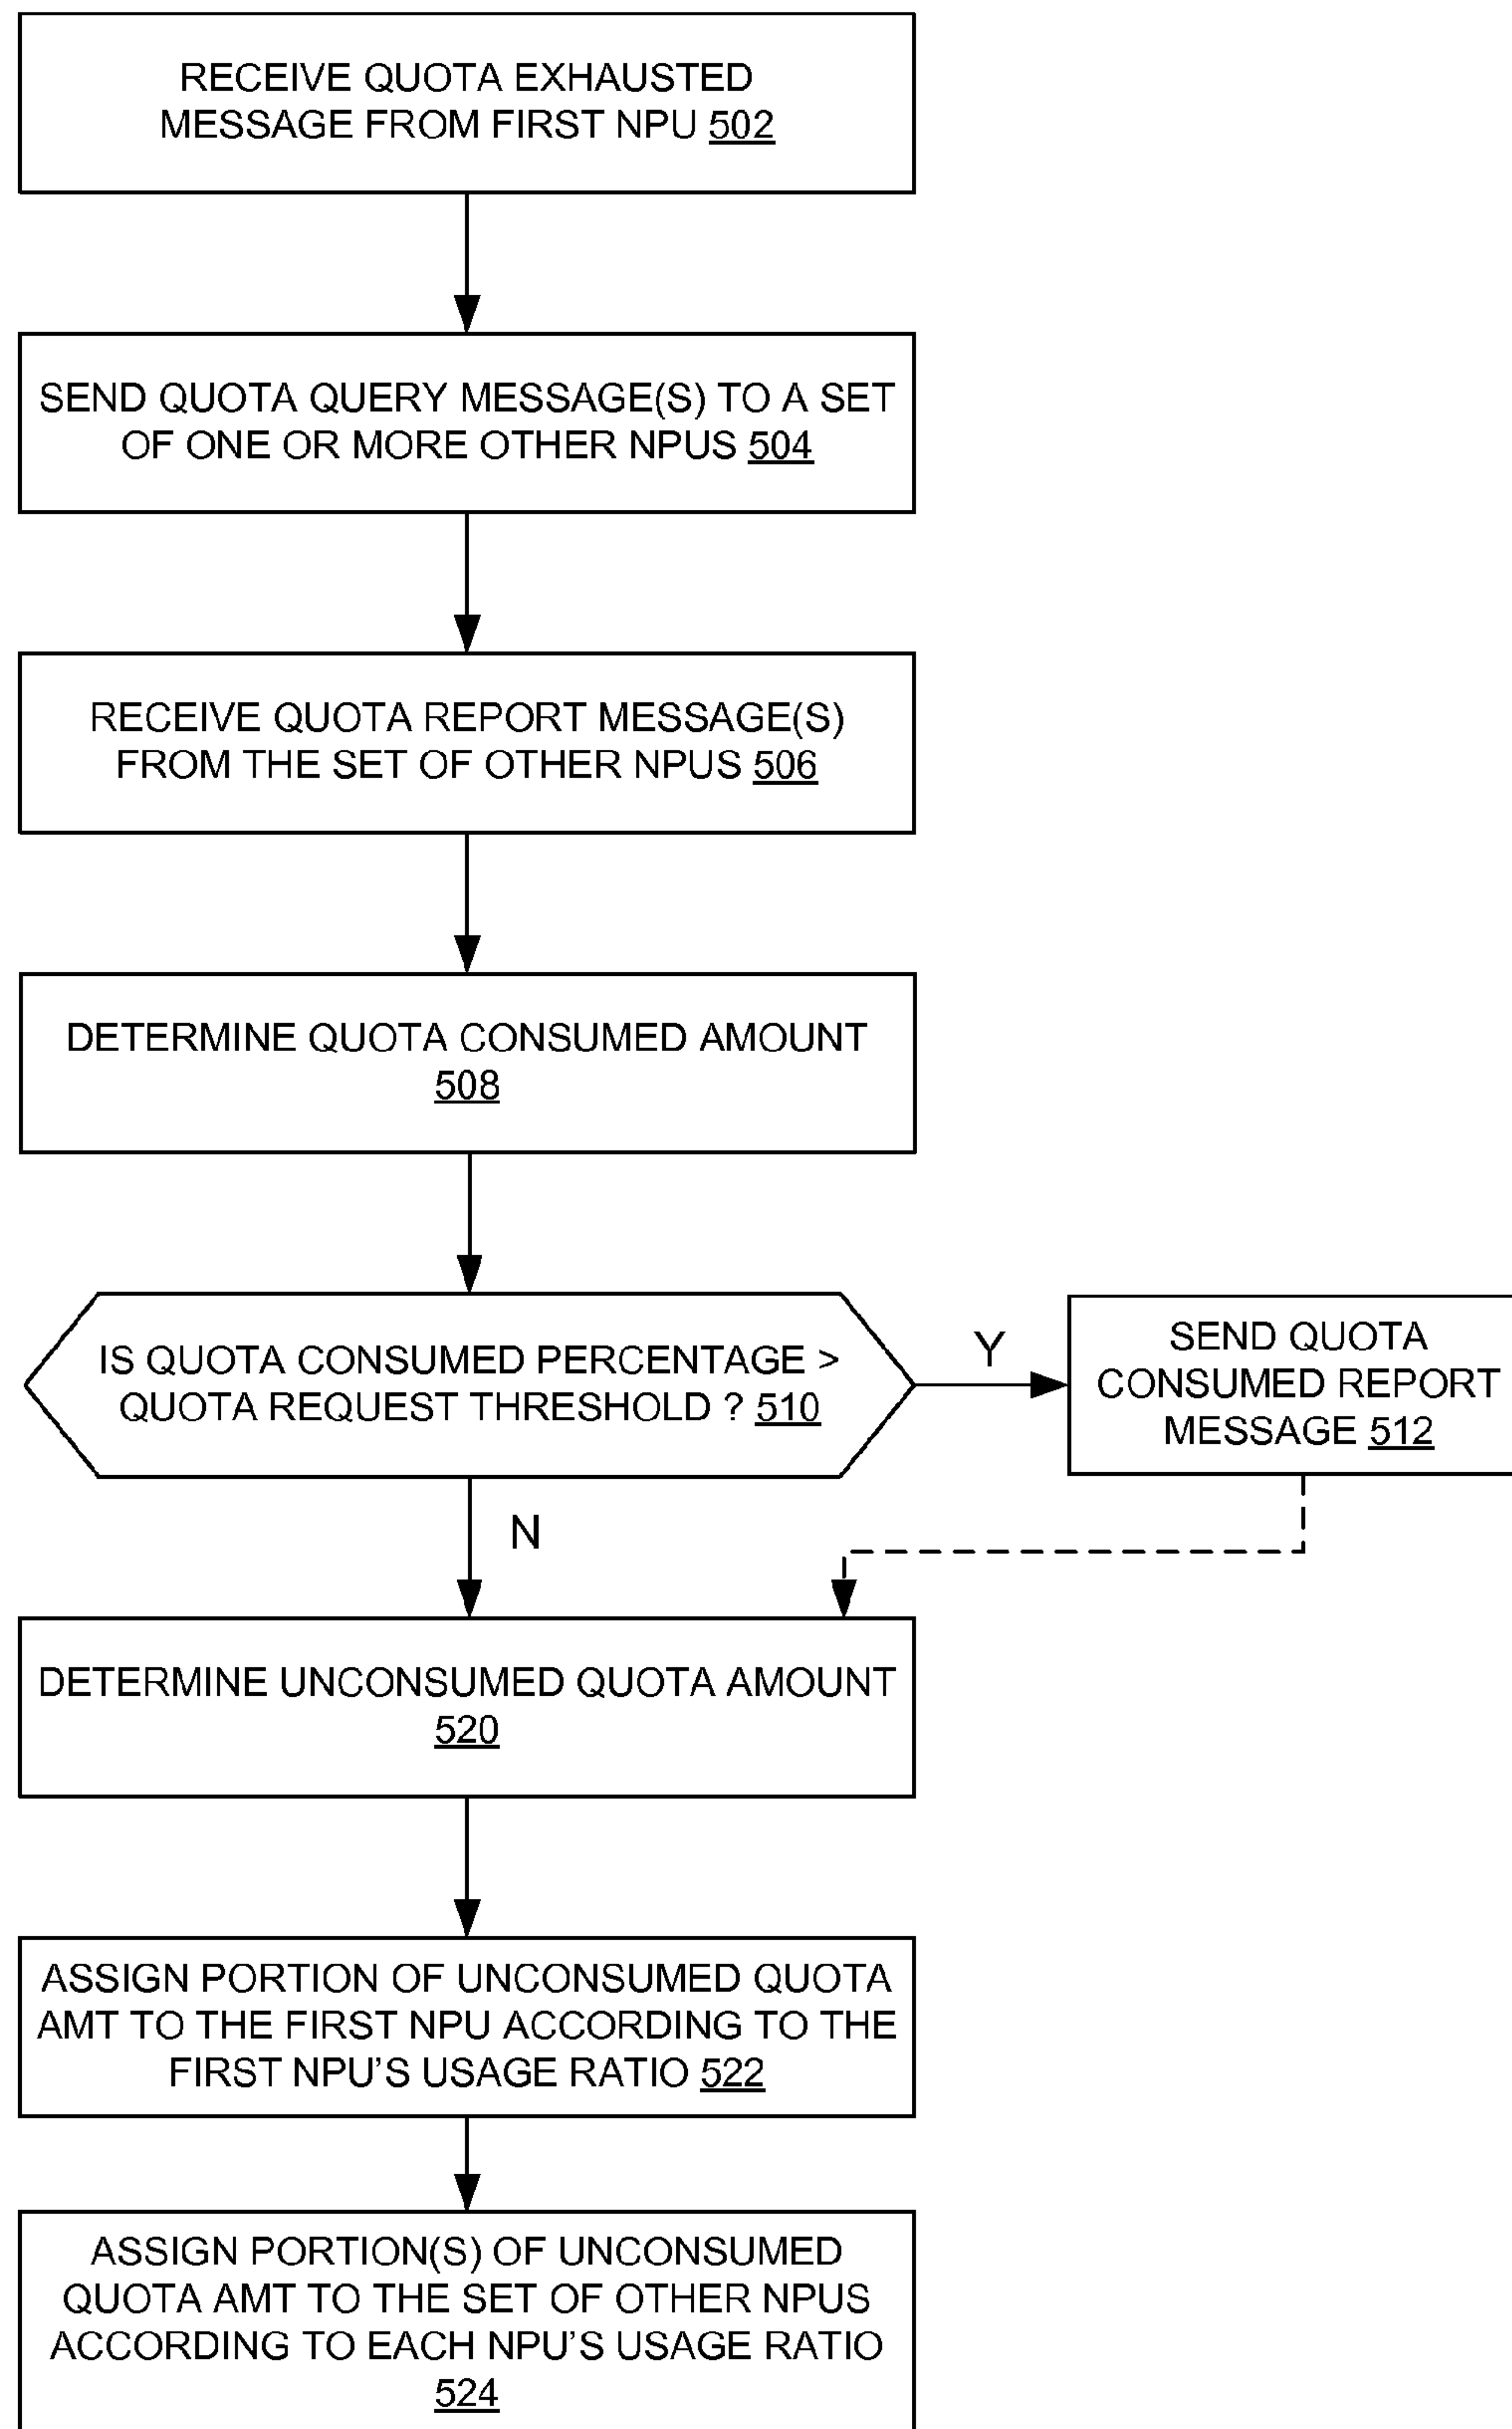 RECEIVE QUOTA EXHAUSTED
MESSAGE FROM FIRST NPU 502
SEND QUOTA QUERY MESSAGE(S) TO A SET
OF ONE OR MORE OTHER NPUS 504
RECEIVE QUOTA REPORT MESSAGE(S)
FROM THE SET OF OTHER NPUS 506
DETERMINE QUOTA CONSUMED AMOUNT
508
IS QUOTA CONSUMED PERCENTAGE >
QUOTA REQUEST THRESHOLD ? 510
Y
SEND QUOTA
CONSUMED REPORT
MESSAGE 512
N
DETERMINE UNCONSUMED QUOTA AMOUNT
520
ASSIGN PORTION OF UNCONSUMED QUOTA
AMT TO THE FIRST NPU ACCORDING TO THE
FIRST NPU'S USAGE RATIO 522
ASSIGN PORTION(S) OF UNCONSUMED
QUOTA AMT TO THE SET OF OTHER NPUS
ACCORDING TO EACH NPU'S USAGE RATIO
524